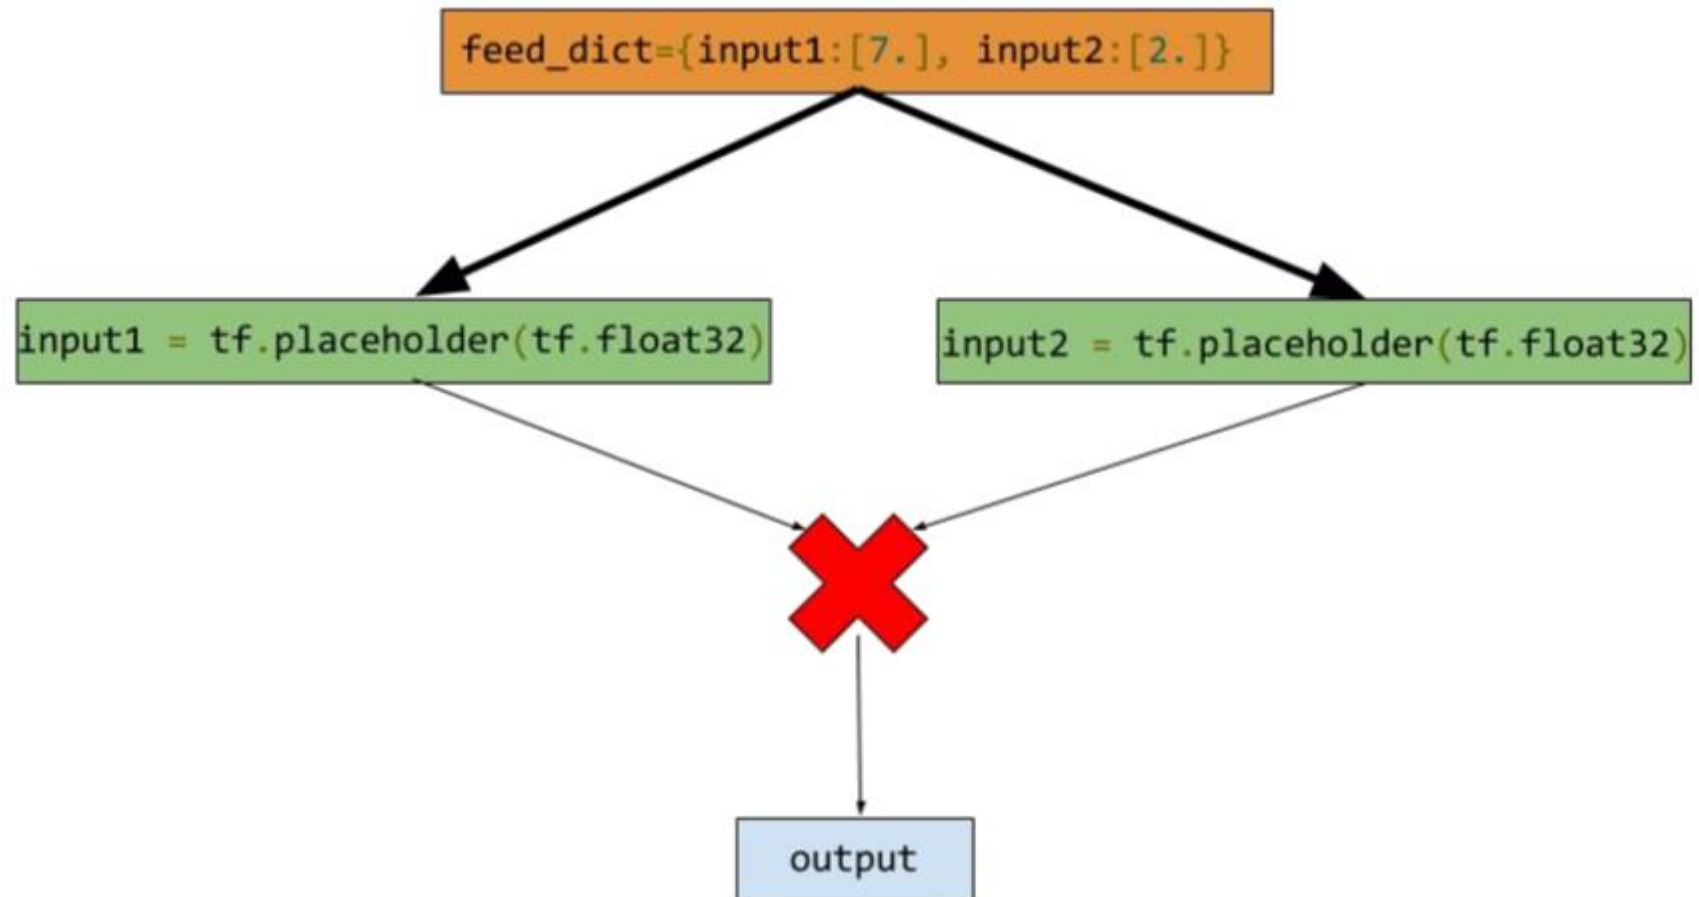 feed_dict={input1:[7.], input2:[2.]}
input1 = tf.placeholder(tf.float32)
input2 = tf.placeholder(tf.float32)
output